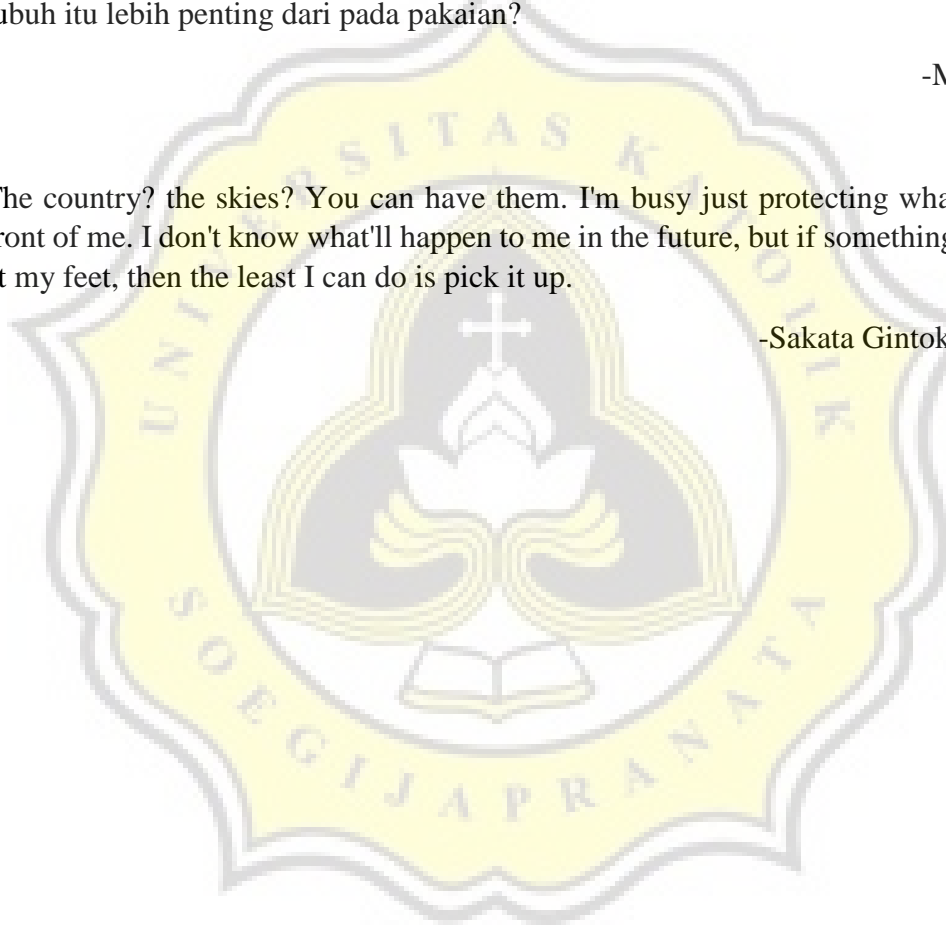 ubuh itu lebih penting dari pada pakaian?
-M
The country? the skies? You can have them. I'm busy just protecting wha
ront of me. I don't know what'll happen to me in the future, but if something
t my feet, then the least I can do is pick it up.
-Sakata Gintok
UNIVERSITAS KATOLIK
SOEGIJAPRANATA